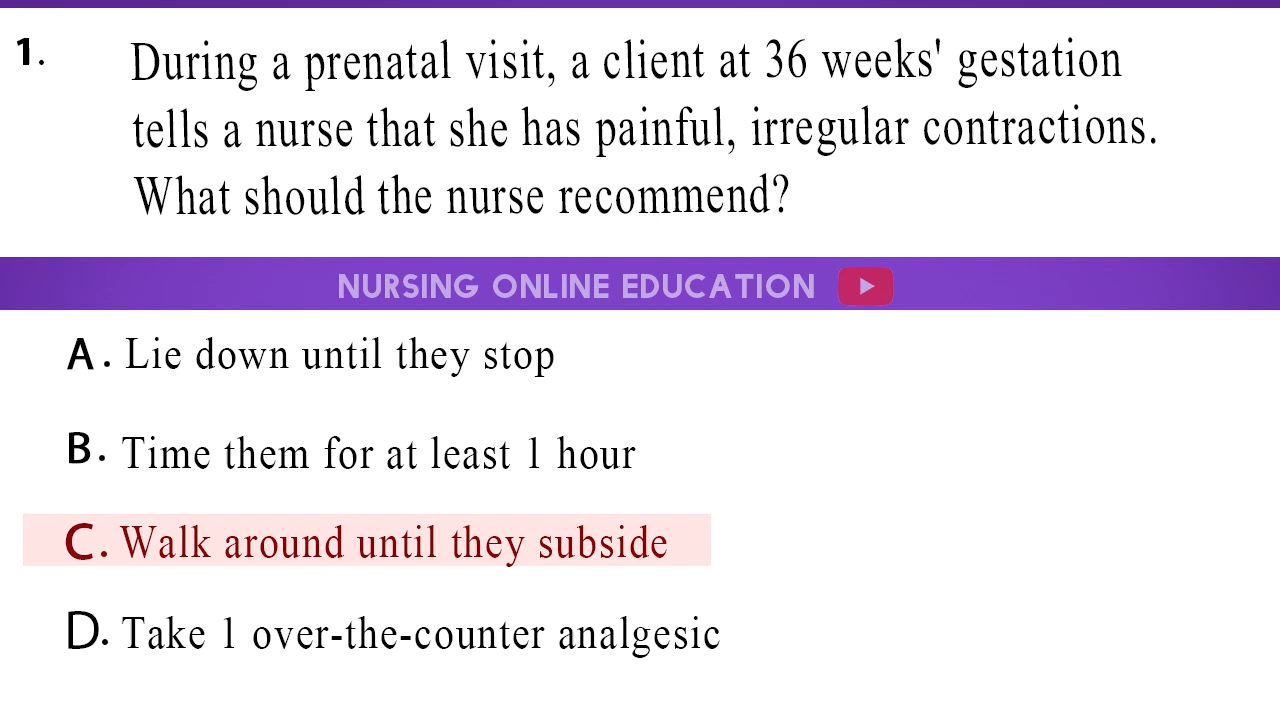 1. During a prenatal visit, a client at 36 weeks' gestation
tells a nurse that she has painful, irregular contractions.
What should the nurse recommend?
NURSING ONLINE EDUCATION
A. Lie down until they stop
B. Time them for at least 1 hour
C. Walk around until they subside
D. Take 1 over-the-counter analgesic